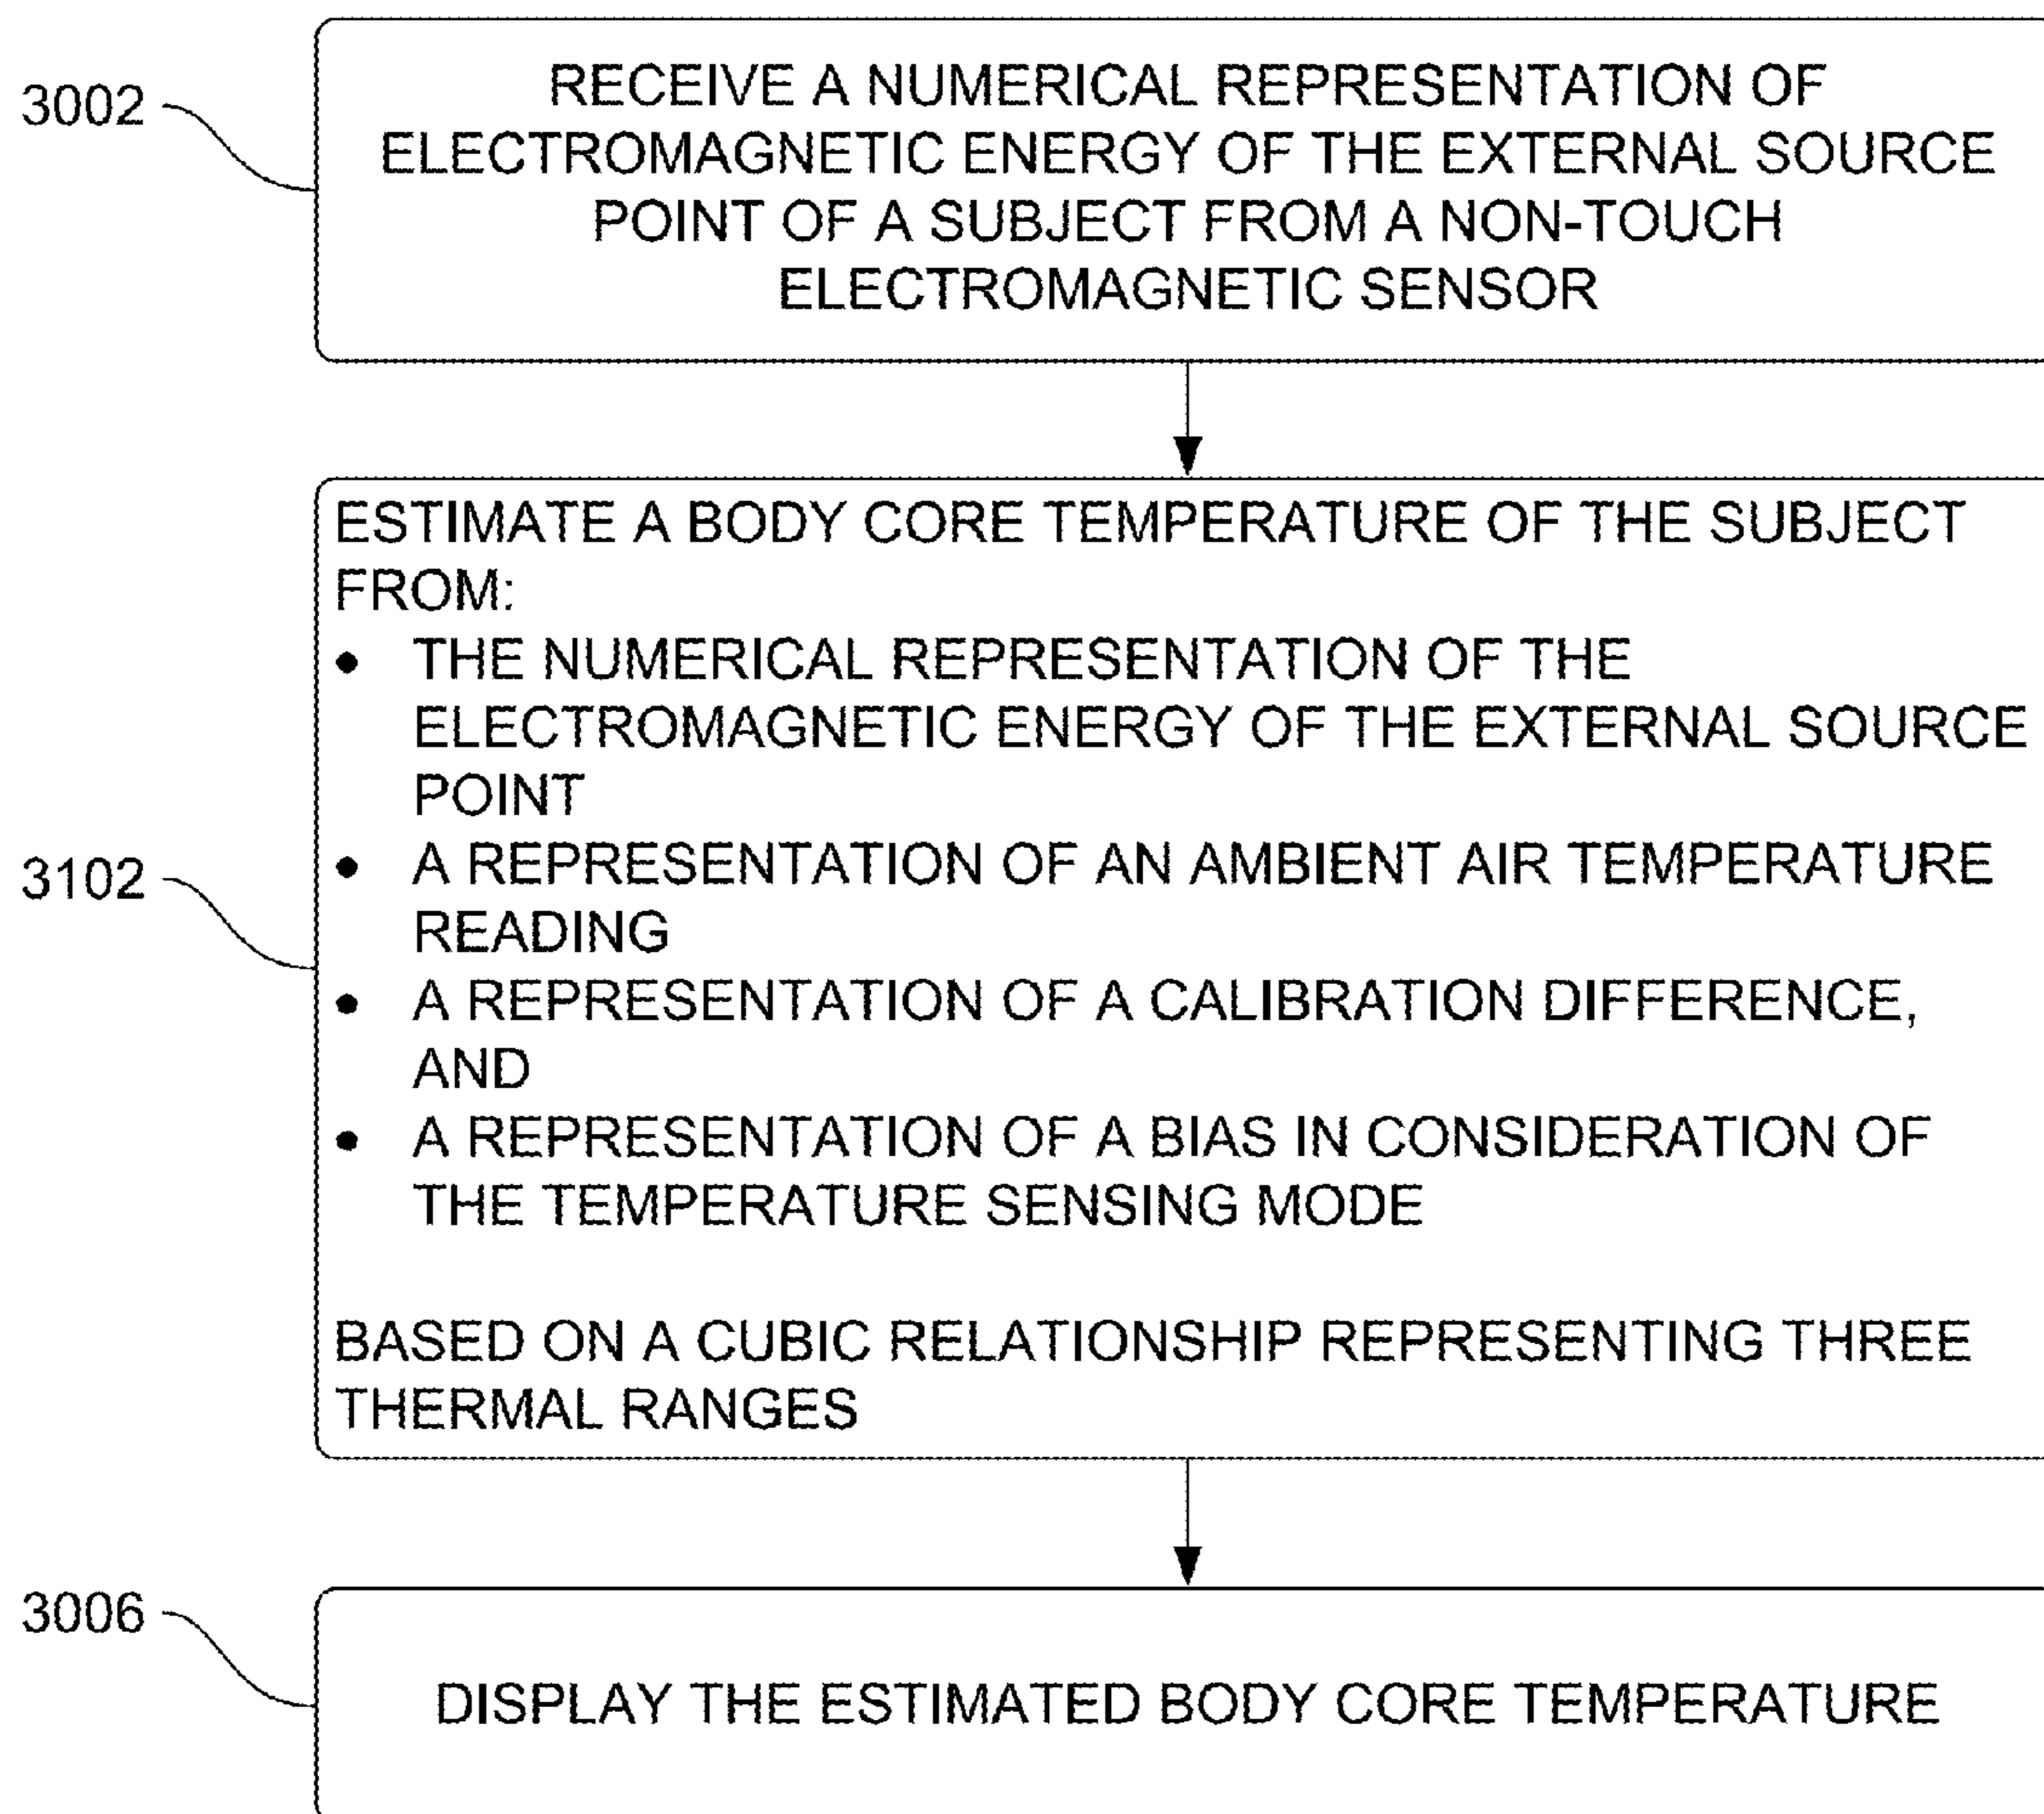 3002
RECEIVE A NUMERICAL REPRESENTATION OF
ELECTROMAGNETIC ENERGY OF THE EXTERNAL SOURCE
POINT OF A SUBJECT FROM A NON-TOUCH
ELECTROMAGNETIC SENSOR
3102
ESTIMATE A BODY CORE TEMPERATURE OF THE SUBJECT
FROM:
• THE NUMERICAL REPRESENTATION OF THE
ELECTROMAGNETIC ENERGY OF THE EXTERNAL SOURCE
POINT
• A REPRESENTATION OF AN AMBIENT AIR TEMPERATURE
READING
• A REPRESENTATION OF A CALIBRATION DIFFERENCE,
AND
• A REPRESENTATION OF A BIAS IN CONSIDERATION OF
THE TEMPERATURE SENSING MODE
BASED ON A CUBIC RELATIONSHIP REPRESENTING THREE
THERMAL RANGES
3006
DISPLAY THE ESTIMATED BODY CORE TEMPERATURE